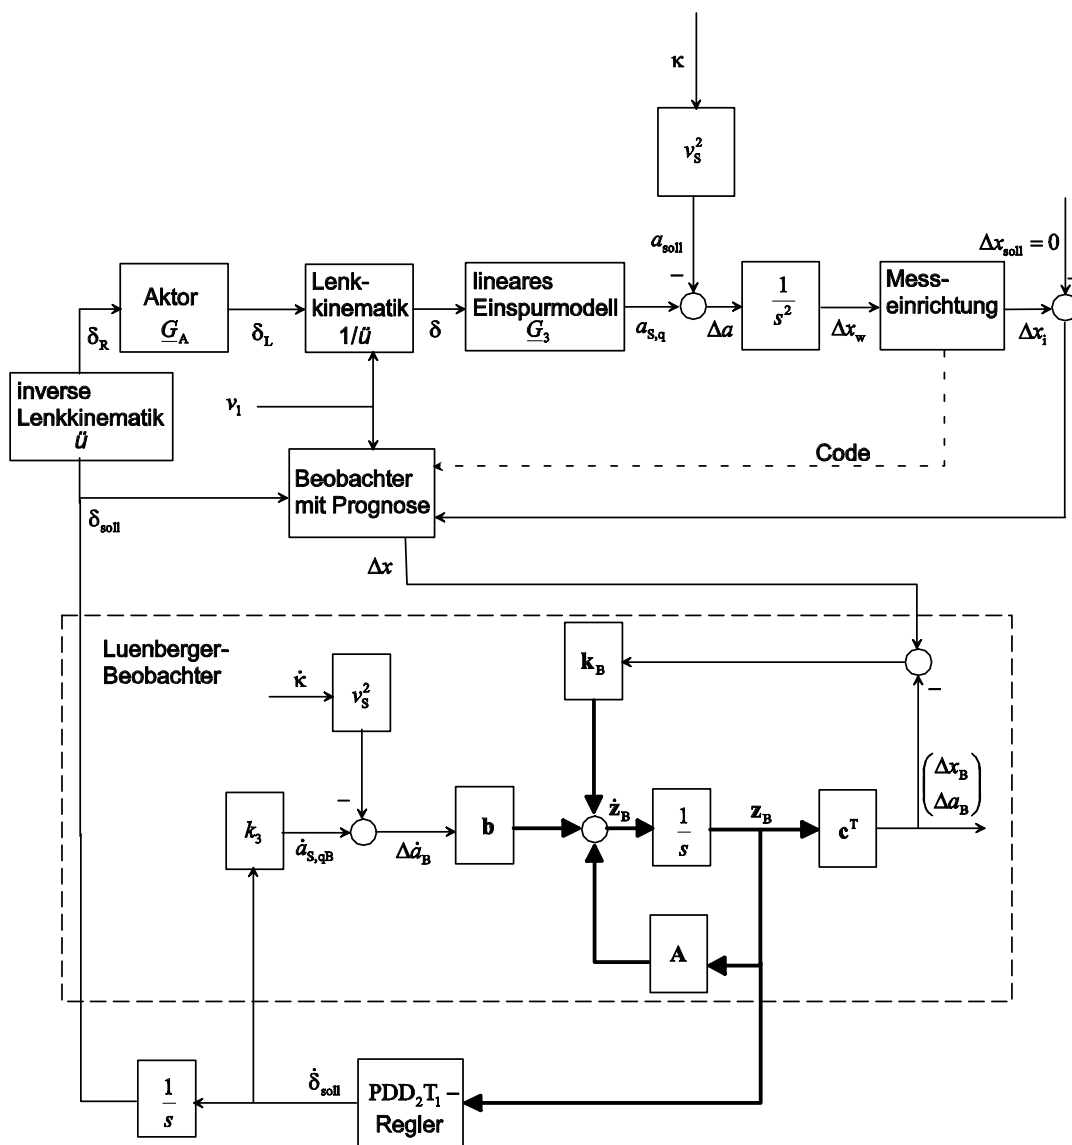 κ
v_S^2
a_soll
−
Δx_soll = 0
−
Aktor
G_A
Lenk-
kinematik
1/ü
lineares
Einspurmodell
G_3
1/s^2
Mess-
einrichtung
δ_R
δ_L
δ
a_S,q
Δa
Δx_w
Δx_i
inverse
Lenkkinematik
ü
v_1
Code
Beobachter
mit Prognose
δ_soll
Δx
Luenberger-
Beobachter
κ̇
v_S^2
k_B
−
−
(Δx_B
Δa_B)
k_3
ȧ_S,qB
Δȧ_B
b
ż_B
1/s
z_B
c^T
A
1/s
δ̇_soll
PDD_2T_1 −
Regler